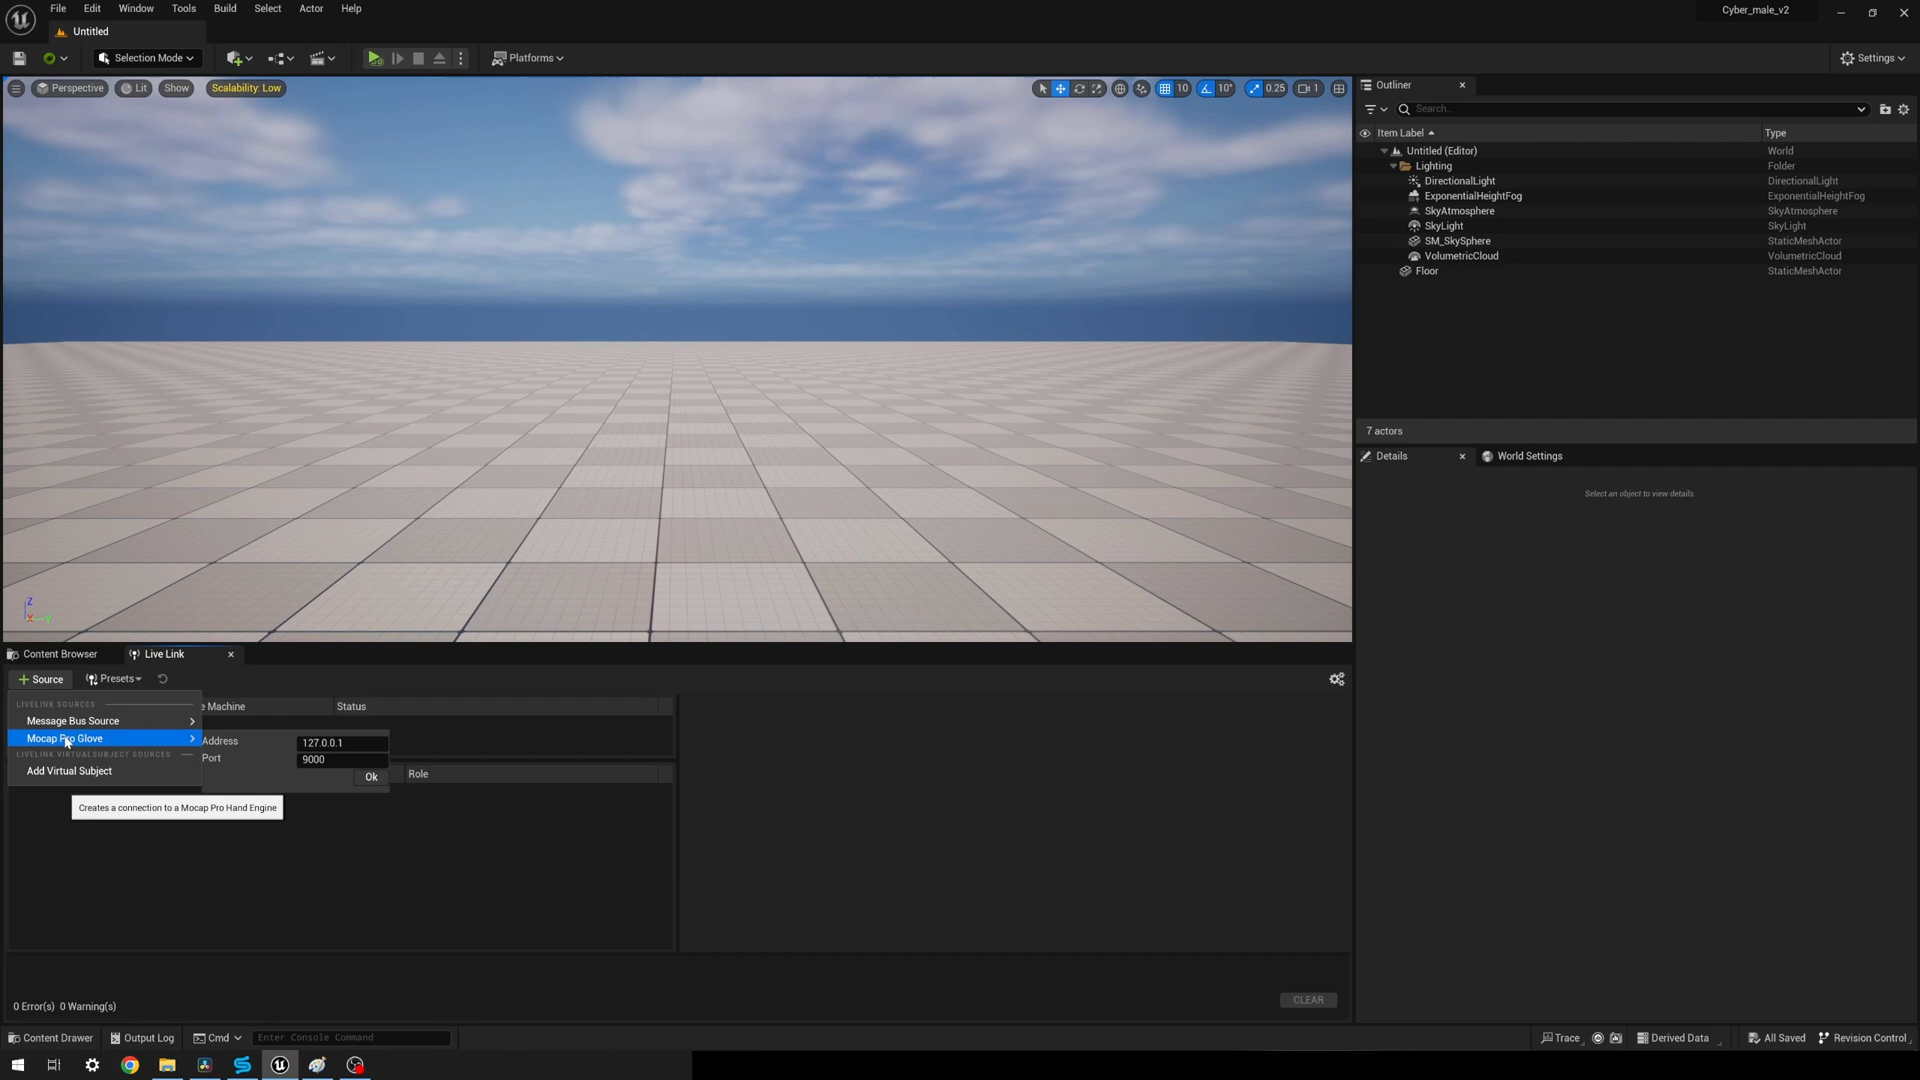 File Edit Window Tools Build Select Actor Help
Cyber_male_v2
Untitled
Selection Mode
Platforms
Settings
Perspective Lit Show Scalability: Low
10 10° 0.25 1
Outliner
Search...
Item Label Type
Untitled (Editor) World
Lighting Folder
DirectionalLight DirectionalLight
ExponentialHeightFog ExponentialHeightFog
SkyAtmosphere SkyAtmosphere
SkyLight SkyLight
SM_SkySphere StaticMeshActor
VolumetricCloud VolumetricCloud
Floor StaticMeshActor
7 actors
Details World Settings
Select an object to view details.
Z
X Y
Content Browser Live Link
Source Presets
LIVELINK SOURCES
Message Bus Source
Mocap Pro Glove
LIVELINK VIRTUALSUBJECT SOURCES
Add Virtual Subject
e Machine Status
Address 127.0.0.1
Port 9000
Ok
Role
Creates a connection to a Mocap Pro Hand Engine
0 Error(s) 0 Warning(s)
CLEAR
Content Drawer Output Log Cmd Enter Console Command
Trace Derived Data All Saved Revision Control